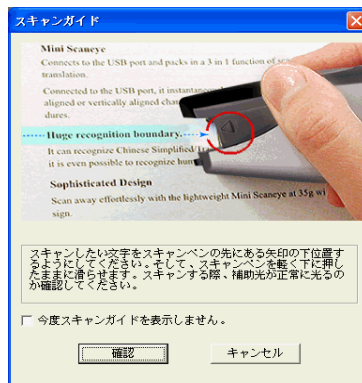 スキャンガイド
Mini Scaneye
Connects to the USB port and packs in a 3 in 1 function of
translation.
Connected to the USB port, it
aligned or vertically aligned
dures.
Huge recognition boundary.
It can recognize Chinese Simplified
it is even possible to recognize
Sophisticated Design
Scan away effortlessly with the lightweight Mini Scaneye at 35g
sign.
スキャンしたい文字をスキャンペンの先にある矢印の下位置す
るようにしてください。そして、スキャンペンを軽く下に押し
たままに滑らせます。スキャンする際、補助光が正常に光るの
か確認してください。
今度スキャンガイドを表示しません。
確認
キャンセル